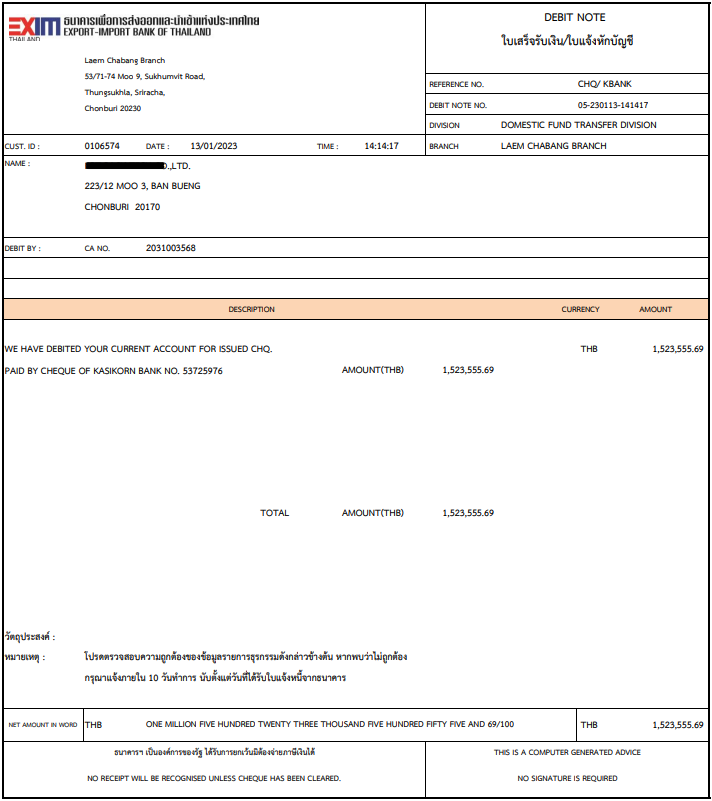 EXIM
THAILAND
ธนาคารเพื่อการส่งออกและนำเข้าแห่งประเทศไทย
EXPORT-IMPORT BANK OF THAILAND
Laem Chabang Branch
53/71-74 Moo 9, Sukhumvit Road,
Thungsukhla, Sriracha,
Chonburi 20230
DEBIT NOTE
ใบเสร็จรับเงิน/ใบแจ้งหักบัญชี
REFERENCE NO. CHQ/ KBANK
DEBIT NOTE NO. 05-230113-141417
DIVISION DOMESTIC FUND TRANSFER DIVISION
CUST. ID : 0106574 DATE : 13/01/2023 TIME : 14:14:17 BRANCH LAEM CHABANG BRANCH
NAME : .,LTD.
223/12 MOO 3, BAN BUENG
CHONBURI 20170
DEBIT BY : CA NO. 2031003568
DESCRIPTION CURRENCY AMOUNT
WE HAVE DEBITED YOUR CURRENT ACCOUNT FOR ISSUED CHQ. THB 1,523,555.69
PAID BY CHEQUE OF KASIKORN BANK NO. 53725976 AMOUNT(THB) 1,523,555.69
TOTAL AMOUNT(THB) 1,523,555.69
วัตถุประสงค์ :
หมายเหตุ : โปรดตรวจสอบความถูกต้องของข้อมูลรายการธุรกรรมดังกล่าวข้างต้น หากพบว่าไม่ถูกต้อง
กรุณาแจ้งภายใน 10 วันทำการ นับตั้งแต่วันที่ได้รับใบแจ้งหนี้จากธนาคาร
NET AMOUNT IN WORD THB ONE MILLION FIVE HUNDRED TWENTY THREE THOUSAND FIVE HUNDRED FIFTY FIVE AND 69/100 THB 1,523,555.69
ธนาคารฯ เป็นองค์การของรัฐ ได้รับการยกเว้นมิต้องจ่ายภาษีเงินได้ THIS IS A COMPUTER GENERATED ADVICE
NO RECEIPT WILL BE RECOGNISED UNLESS CHEQUE HAS BEEN CLEARED. NO SIGNATURE IS REQUIRED